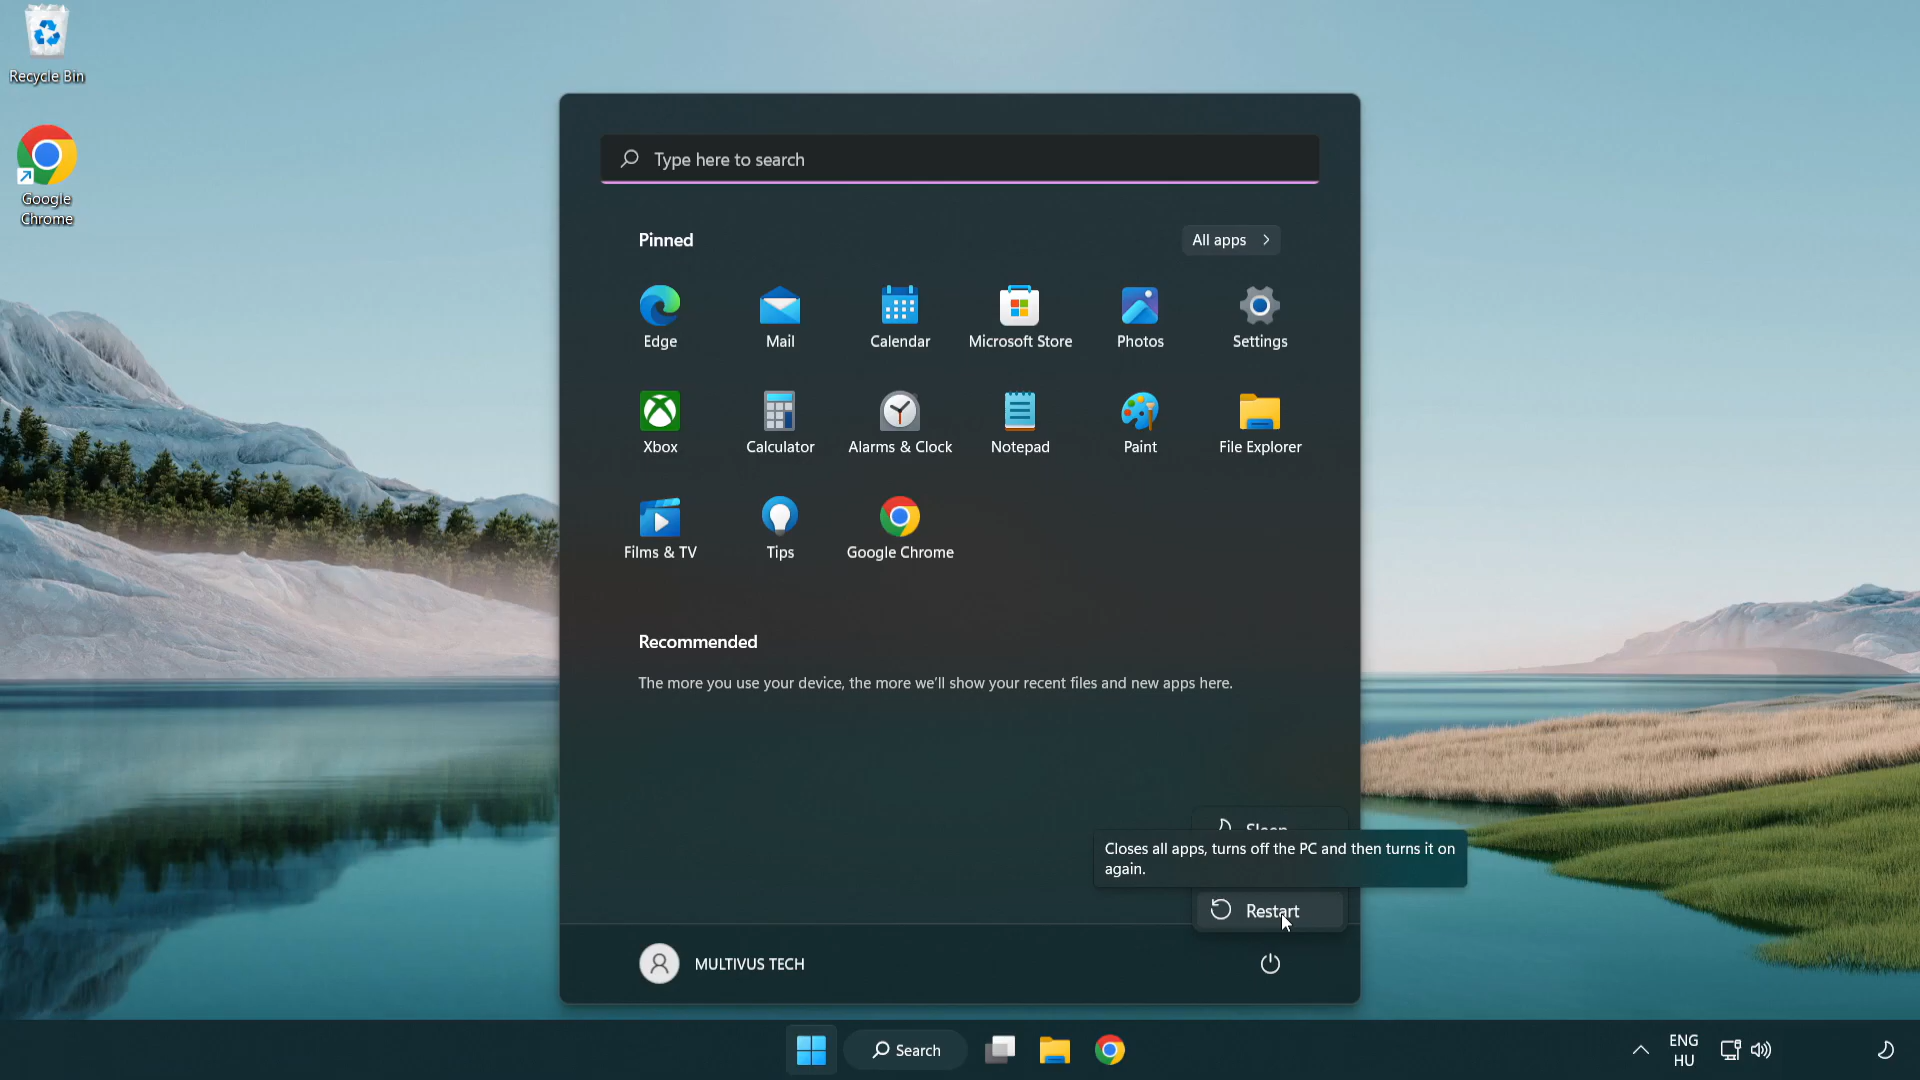 Recycle Bin
Google
Chrome
Type here to search
Pinned
All apps
Edge
Mail
Calendar
Microsoft Store
Photos
Settings
Xbox
Calculator
Alarms & Clock
Notepad
Paint
File Explorer
Films & TV
Tips
Google Chrome
Recommended
The more you use your device, the more we'll show your recent files and new apps here.
Sleep
Closes all apps, turns off the PC and then turns it on
again.
Restart
MULTIVUS TECH
Search
ENG
HU